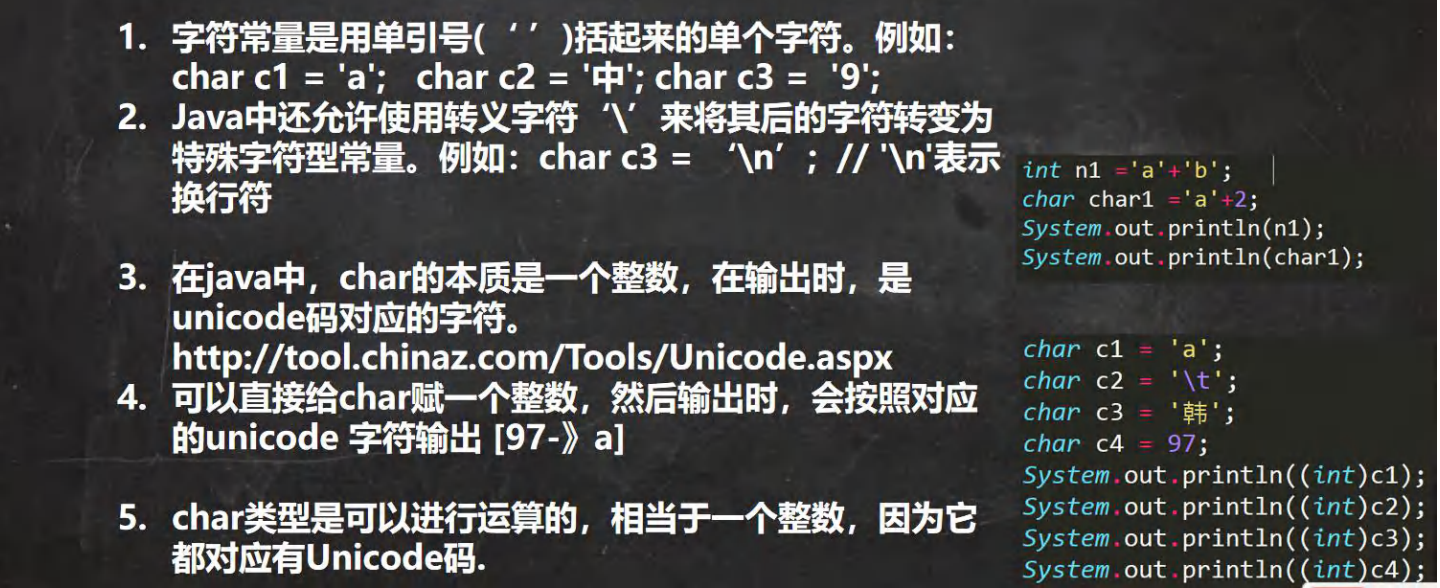 1. 字符常量是用单引号(‘ ’)括起来的单个字符。例如：
char c1 = 'a'; char c2 = '中'; char c3 = '9';
2. Java中还允许使用转义字符‘\’来将其后的字符转变为
特殊字符型常量。例如：char c3 = ‘\n’; // '\n'表示
换行符
3. 在java中，char的本质是一个整数，在输出时，是
unicode码对应的字符。
http://tool.chinaz.com/Tools/Unicode.aspx
4. 可以直接给char赋一个整数，然后输出时，会按照对应
的unicode 字符输出 [97-》a]
5. char类型是可以进行运算的，相当于一个整数，因为它
都对应有Unicode码.
int n1 ='a'+'b';
char char1 ='a'+2;
System.out.println(n1);
System.out.println(char1);
char c1 = 'a';
char c2 = '\t';
char c3 = '韩';
char c4 = 97;
System.out.println((int)c1);
System.out.println((int)c2);
System.out.println((int)c3);
System.out.println((int)c4);